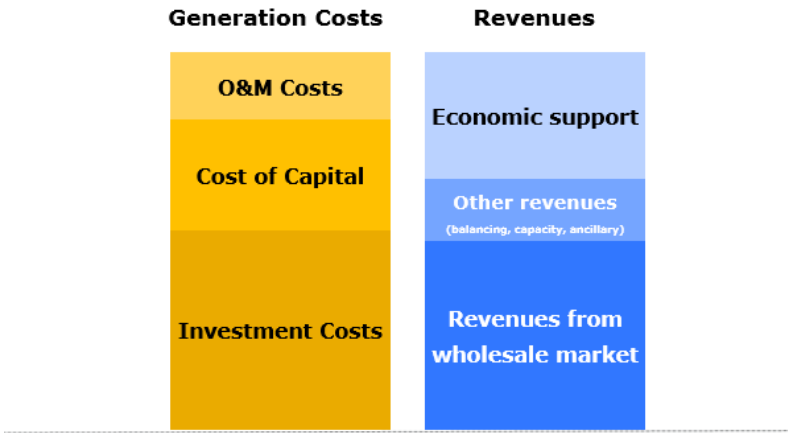 Generation Costs
Revenues
O&M Costs
Cost of Capital
Investment Costs
Economic support
Other revenues
(balancing, capacity, ancillary)
Revenues from
wholesale market